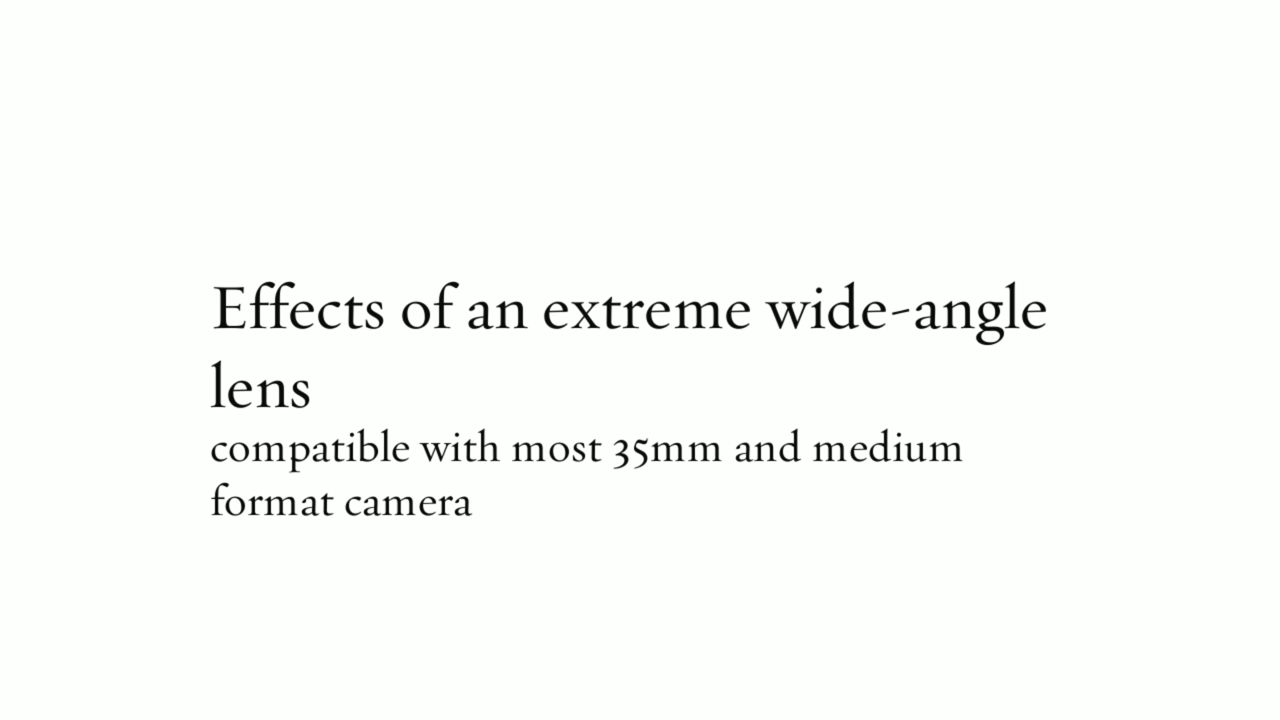 Effects of an extreme wide-angle
lens
compatible with most 35mm and medium
format camera